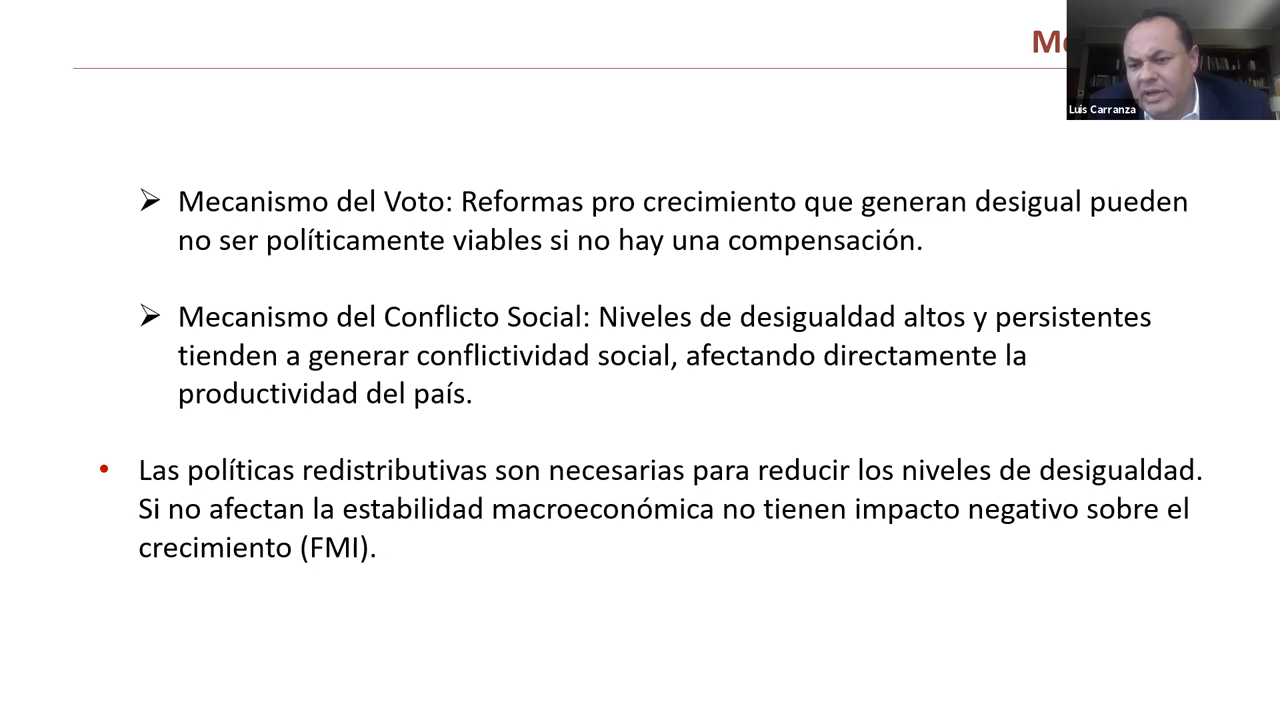 Luis Carranza
Mecanismo del Voto: Reformas pro crecimiento que generan desigual pueden
no ser políticamente viables si no hay una compensación.
Mecanismo del Conflicto Social: Niveles de desigualdad altos y persistentes
tienden a generar conflictividad social, afectando directamente la
productividad del país.
• Las políticas redistributivas son necesarias para reducir los niveles de desigualdad.
Si no afectan la estabilidad macroeconómica no tienen impacto negativo sobre el
crecimiento (FMI).